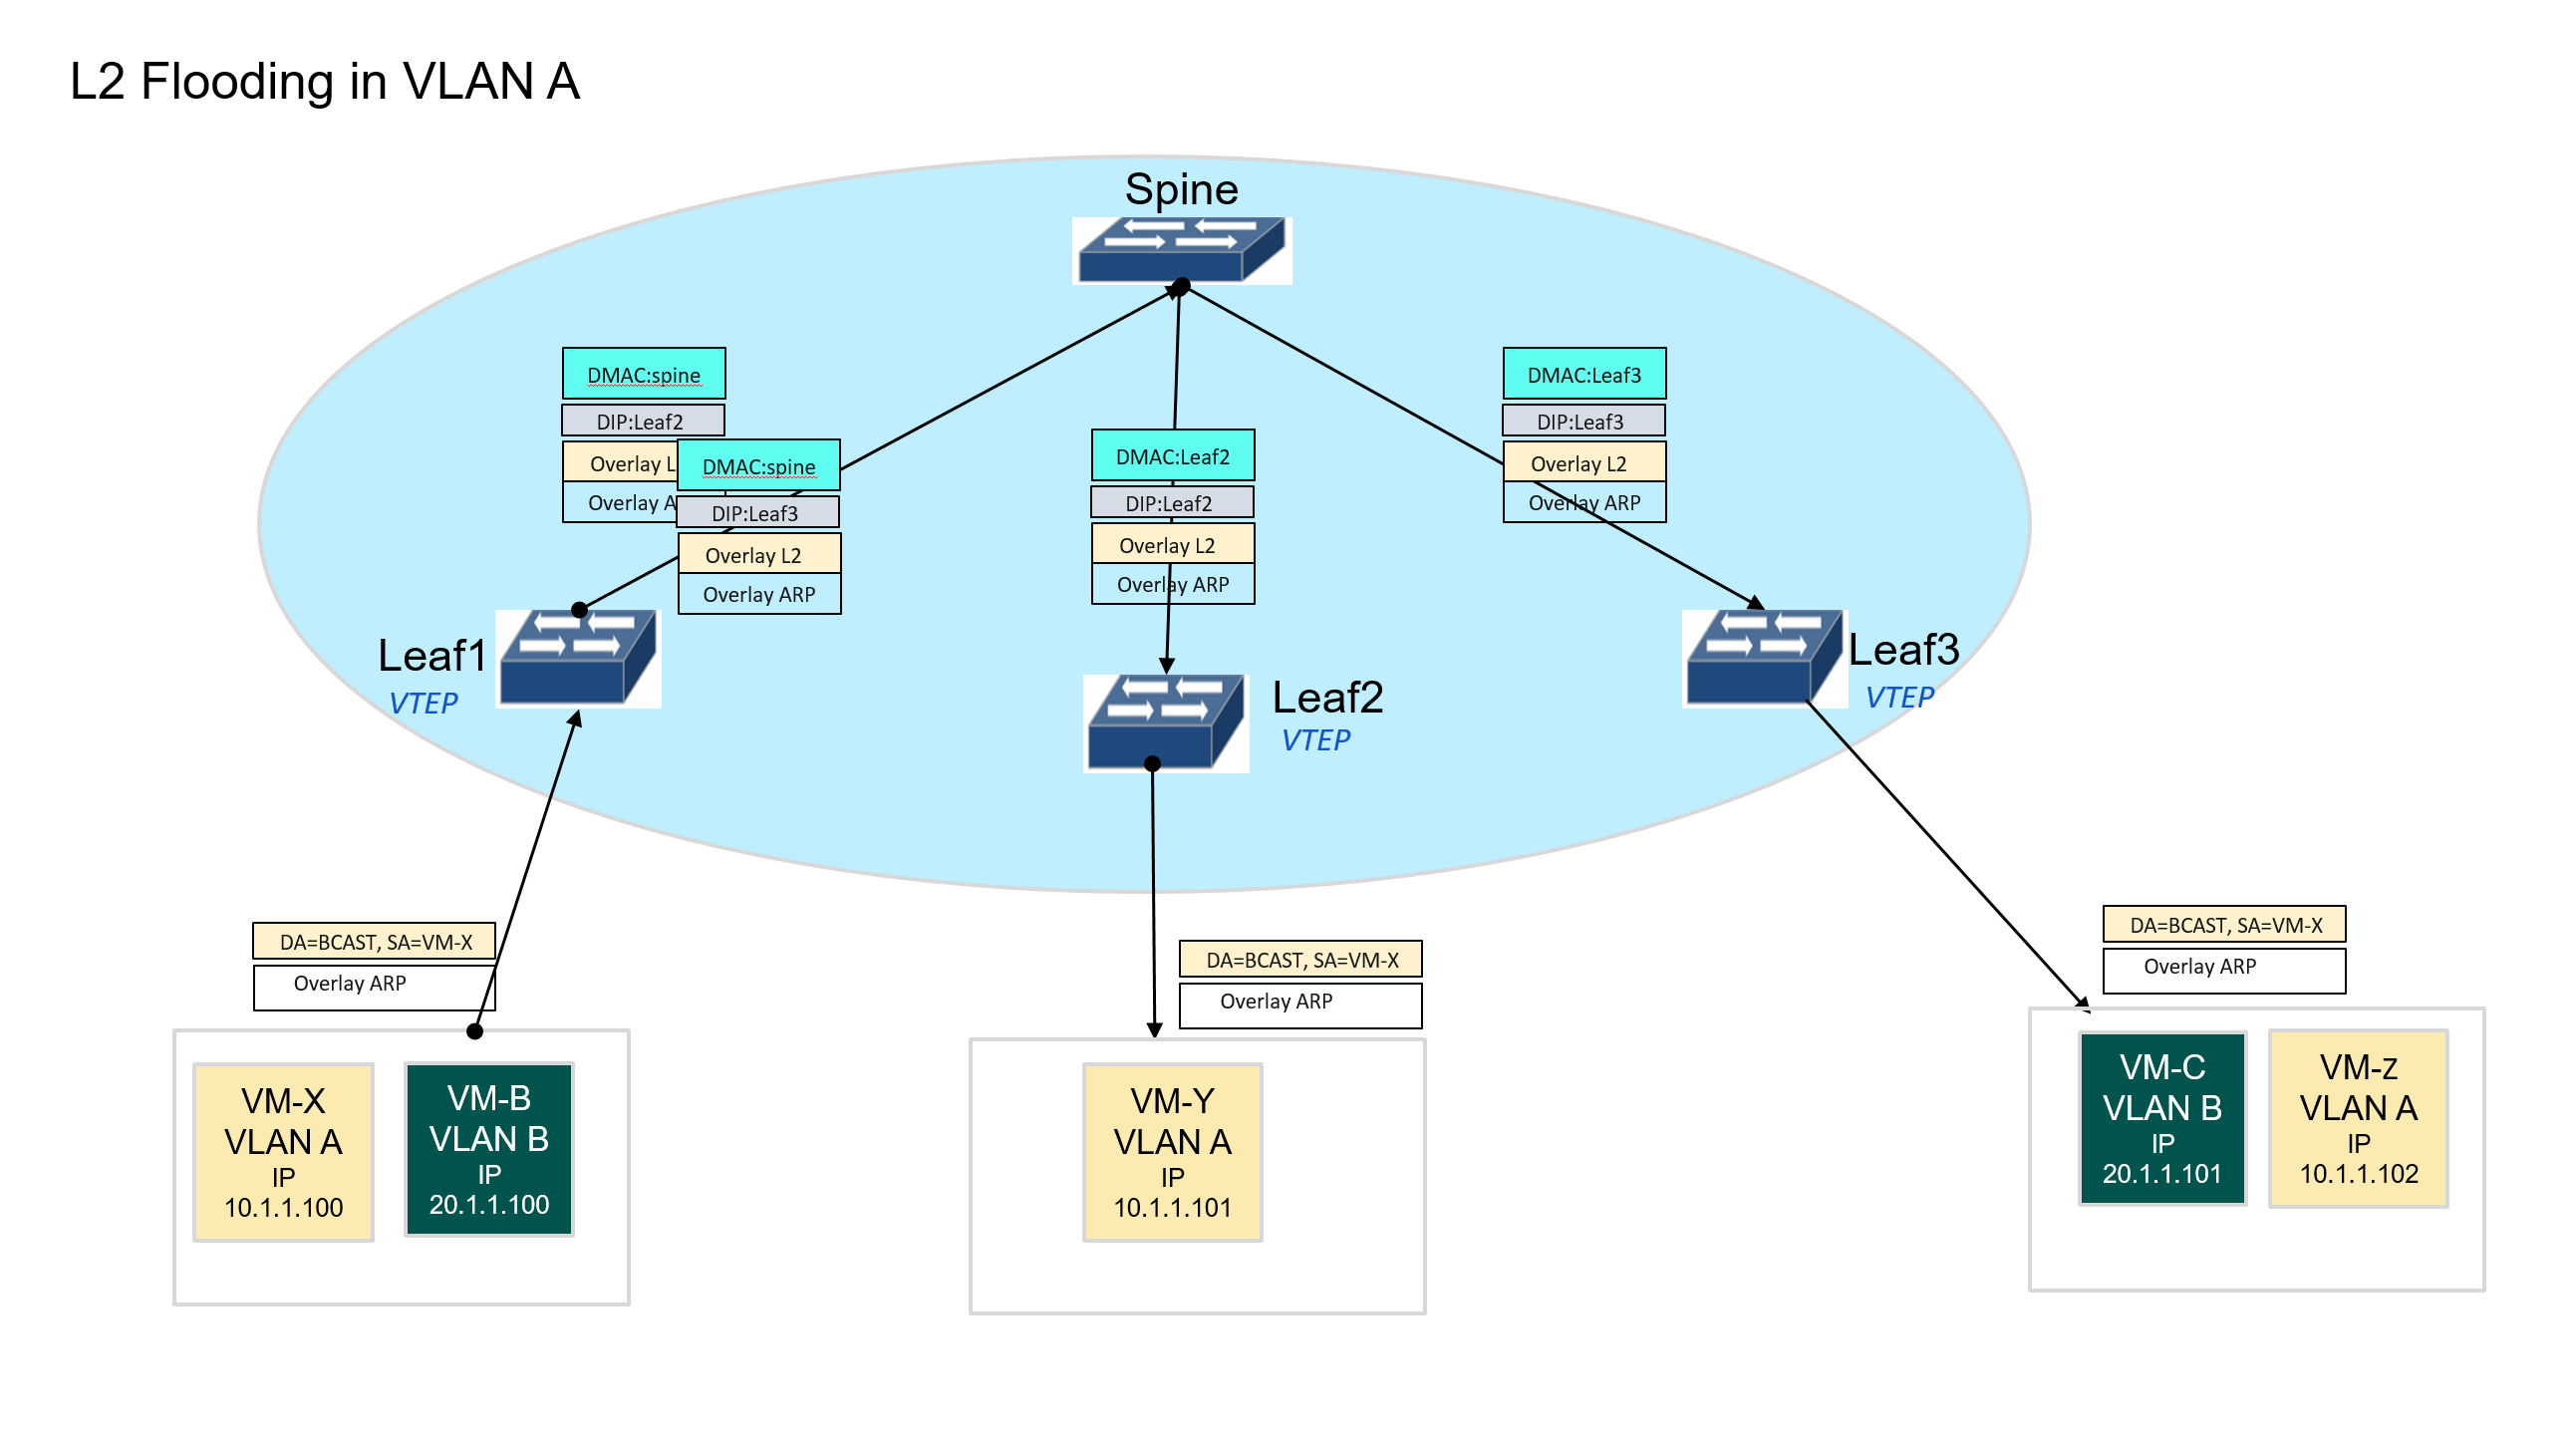 L2 Flooding in VLAN A
Spine
DMAC:spine
DIP:Leaf2
Overlay L
Overlay A
DMAC:spine
DIP:Leaf3
Overlay L2
Overlay ARP
DMAC:Leaf2
DIP:Leaf2
Overlay L2
Overlay ARP
DMAC:Leaf3
DIP:Leaf3
Overlay L2
Overlay ARP
Leaf1
VTEP
Leaf2
VTEP
Leaf3
VTEP
DA=BCAST, SA=VM-X
Overlay ARP
DA=BCAST, SA=VM-X
Overlay ARP
DA=BCAST, SA=VM-X
Overlay ARP
VM-X
VLAN A
IP
10.1.1.100
VM-B
VLAN B
IP
20.1.1.100
VM-Y
VLAN A
IP
10.1.1.101
VM-C
VLAN B
IP
20.1.1.101
VM-z
VLAN A
IP
10.1.1.102